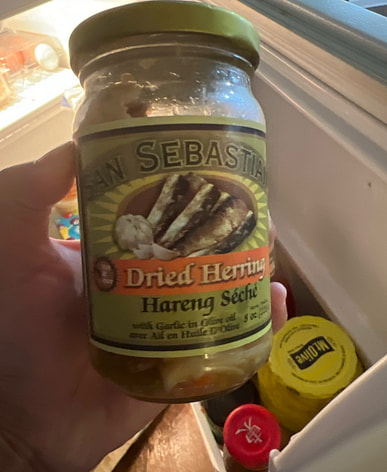 SAN SEBASTIAN
Dried Herring
Hareng Séché
with Garlic in Olive oil
avec Ail en Huile D'Olive
8 oz
Mt. Olive